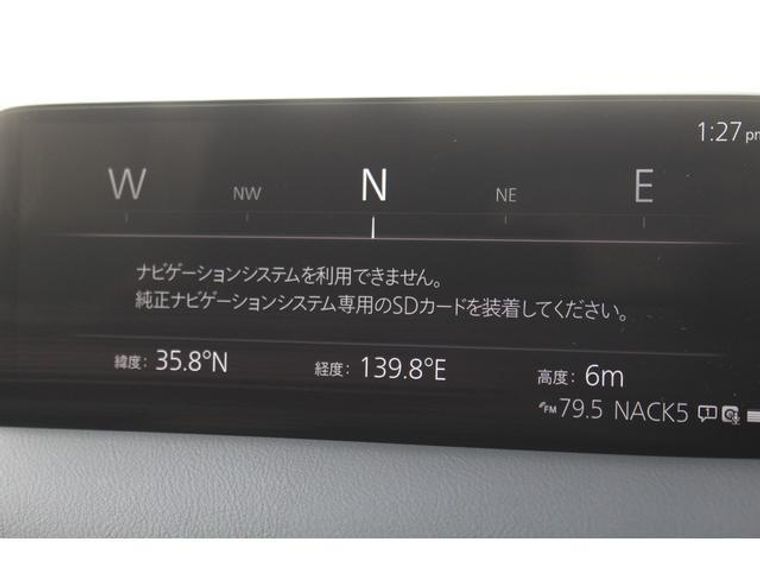 1:27 pm
W NW N NE E
ナビゲーションシステムを利用できません。
純正ナビゲーションシステム専用のSDカードを装着してください。
緯度: 35.8°N 経度: 139.8°E 高度: 6m
FM 79.5 NACK5